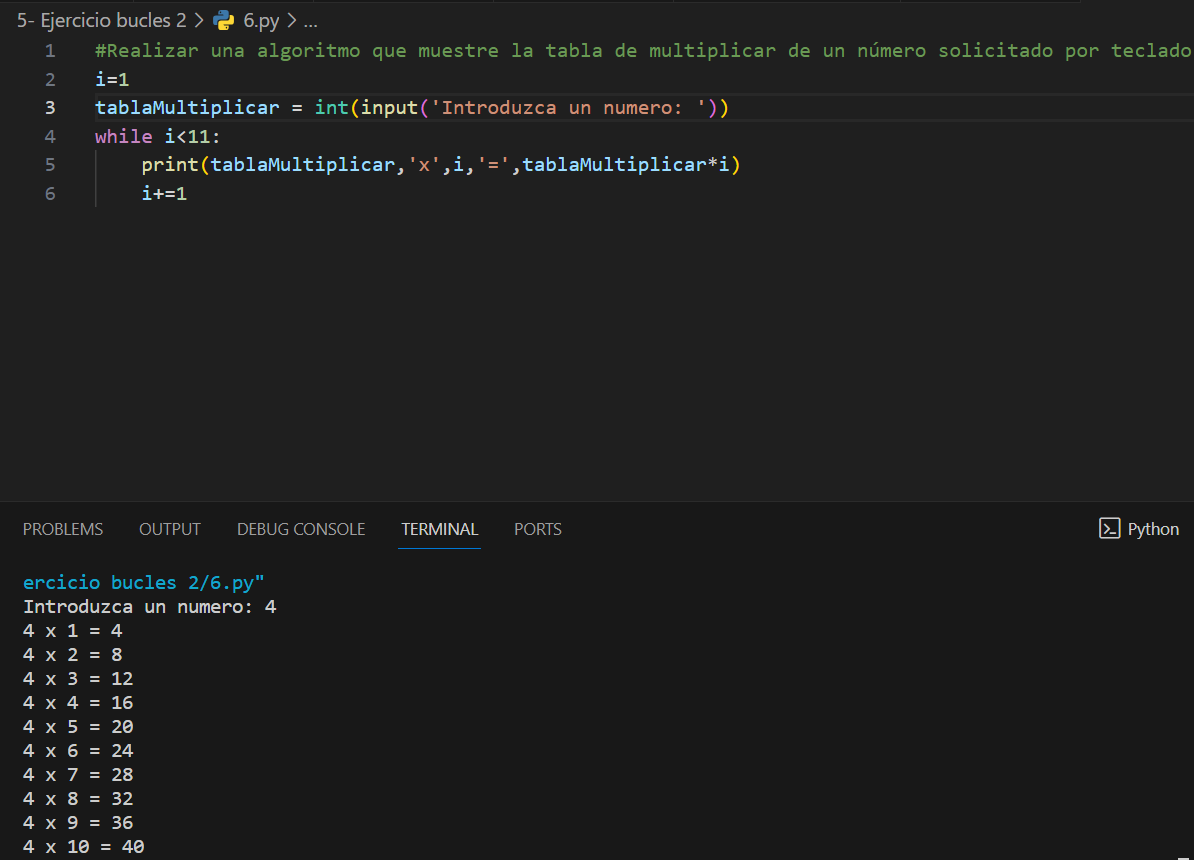 5- Ejercicio bucles 2 > 6.py > ...
1 #Realizar una algoritmo que muestre la tabla de multiplicar de un número solicitado por teclado
2 i=1
3 tablaMultiplicar = int(input('Introduzca un numero: '))
4 while i<11:
5     print(tablaMultiplicar,'x',i,'=',tablaMultiplicar*i)
6     i+=1
PROBLEMS OUTPUT DEBUG CONSOLE TERMINAL PORTS Python
ercicio bucles 2/6.py"
Introduzca un numero: 4
4 x 1 = 4
4 x 2 = 8
4 x 3 = 12
4 x 4 = 16
4 x 5 = 20
4 x 6 = 24
4 x 7 = 28
4 x 8 = 32
4 x 9 = 36
4 x 10 = 40